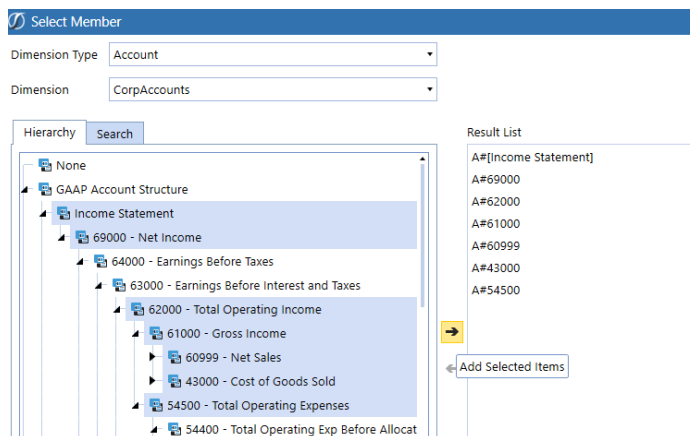 Select Member
Dimension Type Account
Dimension CorpAccounts
Hierarchy Search
None
GAAP Account Structure
Income Statement
69000 - Net Income
64000 - Earnings Before Taxes
63000 - Earnings Before Interest and Taxes
62000 - Total Operating Income
61000 - Gross Income
60999 - Net Sales
43000 - Cost of Goods Sold
54500 - Total Operating Expenses
54400 - Total Operating Exp Before Allocat
Result List
A#[Income Statement]
A#69000
A#62000
A#61000
A#60999
A#43000
A#54500
Add Selected Items